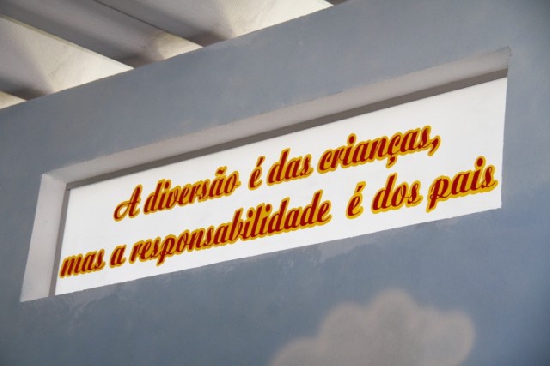 A diversão é das crianças,
mas a responsabilidade é dos pais